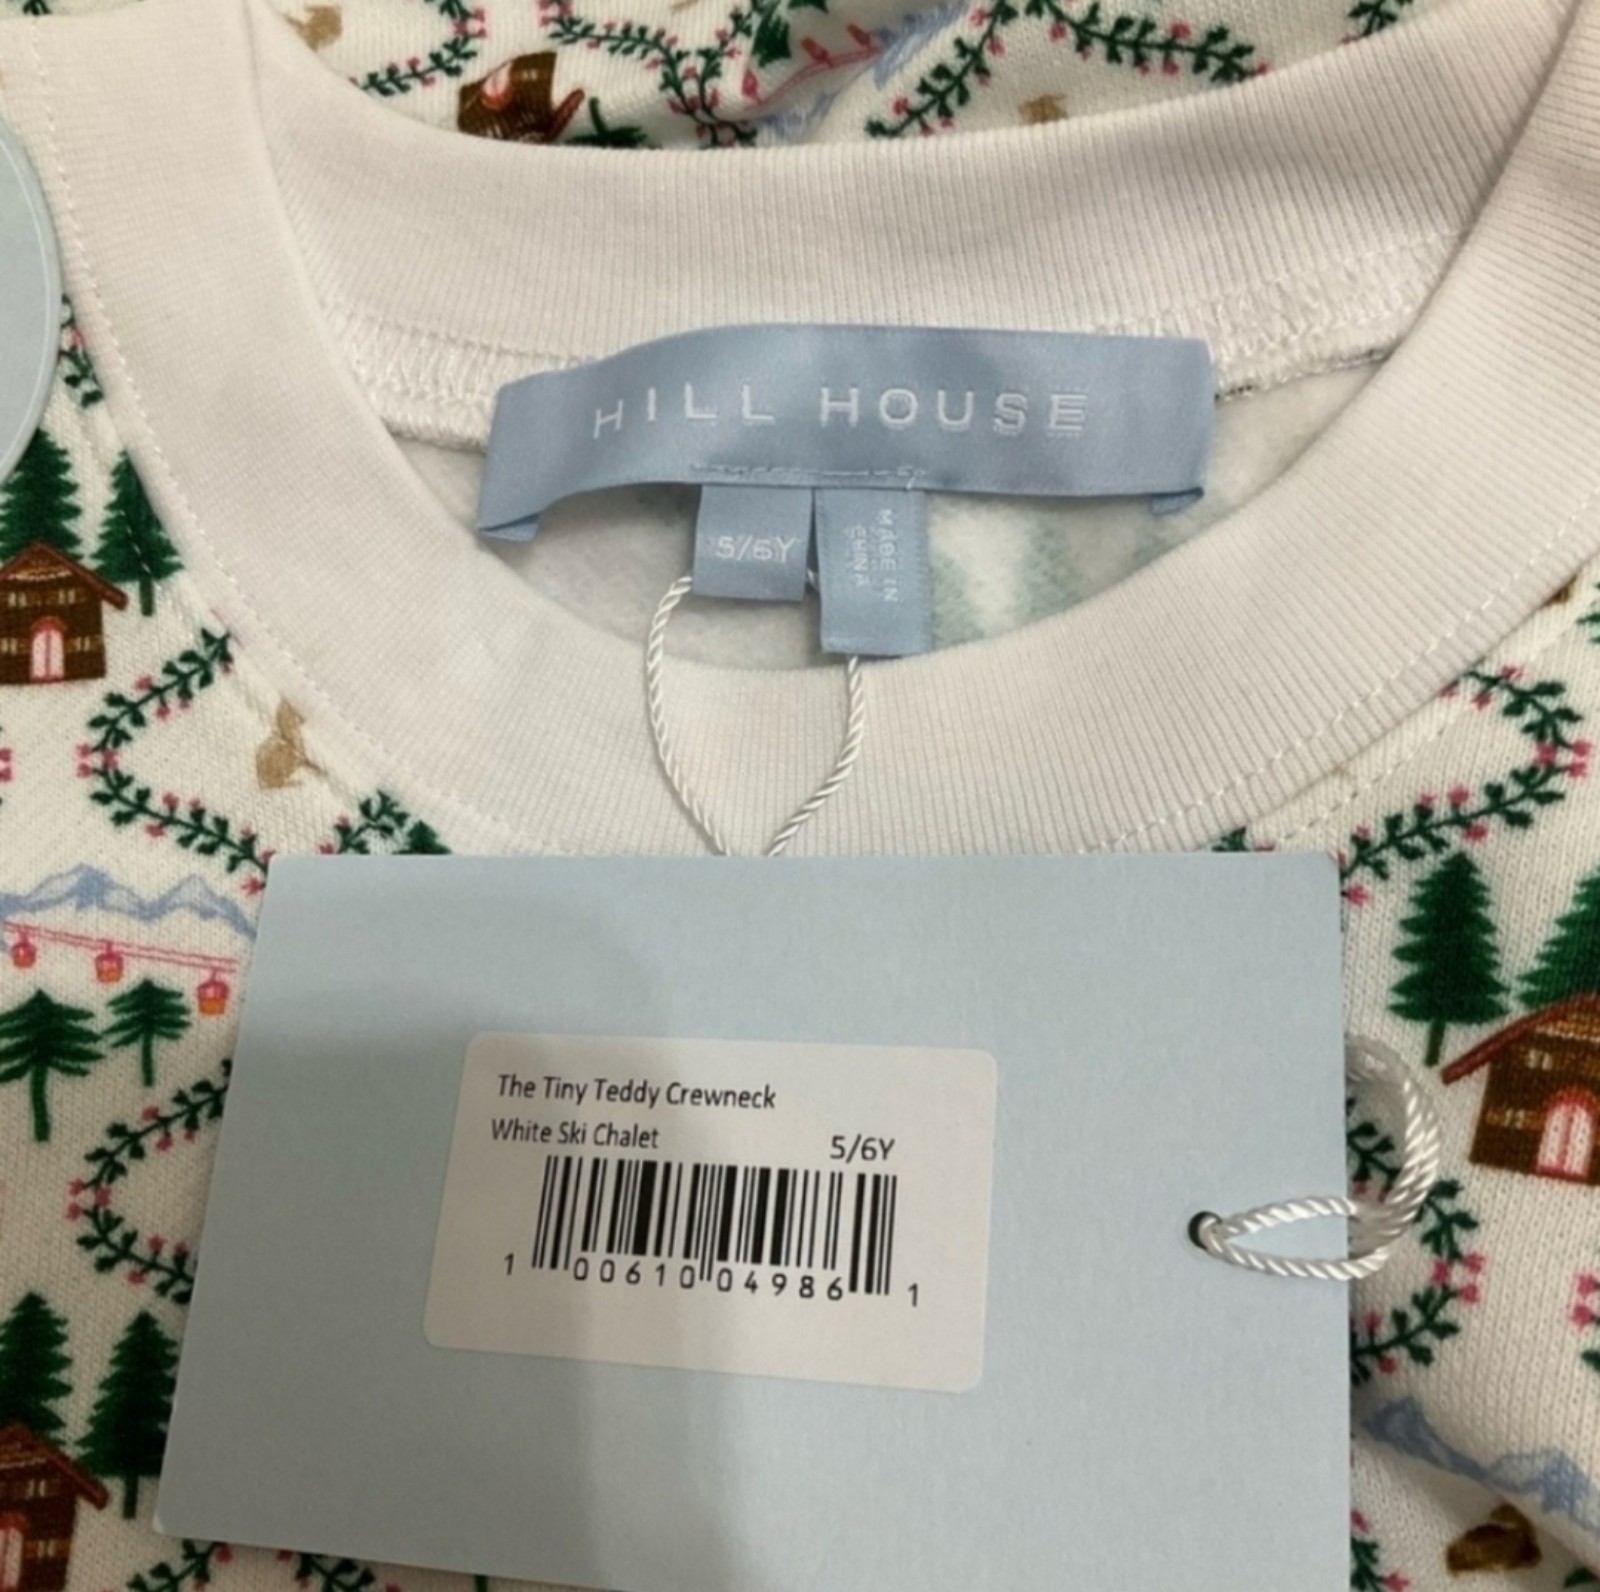 HILL HOUSE
5/6Y
MADE IN
CHINA
The Tiny Teddy Crewneck
White Ski Chalet 5/6Y
1 00610 04986 1